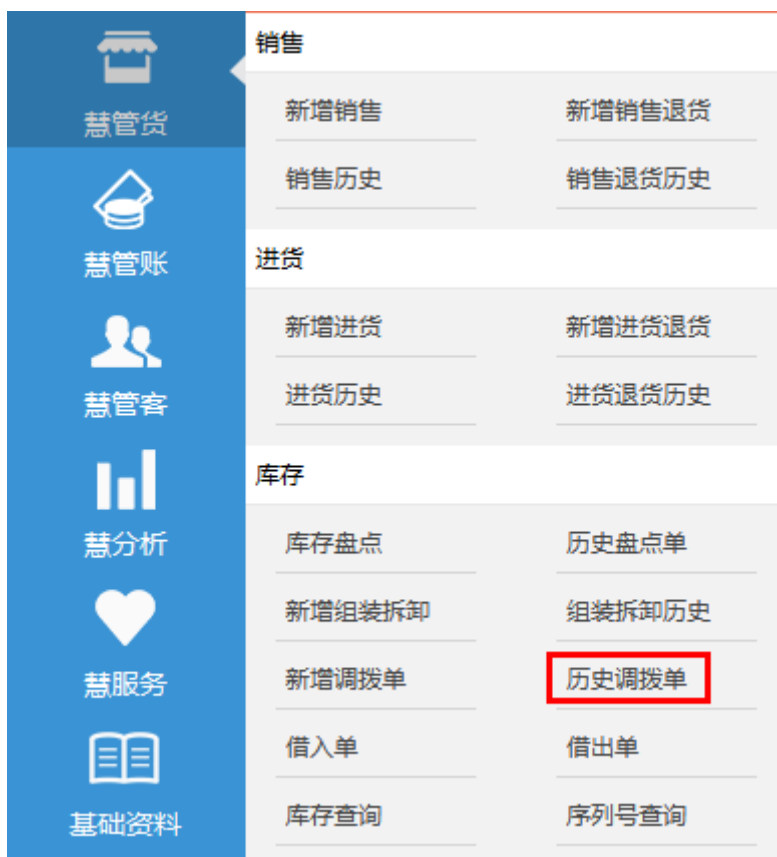 慧管货
慧管账
慧管客
慧分析
慧服务
基础资料
销售
新增销售 新增销售退货
销售历史 销售退货历史
进货
新增进货 新增进货退货
进货历史 进货退货历史
库存
库存盘点 历史盘点单
新增组装拆卸 组装拆卸历史
新增调拨单 历史调拨单
借入单 借出单
库存查询 序列号查询